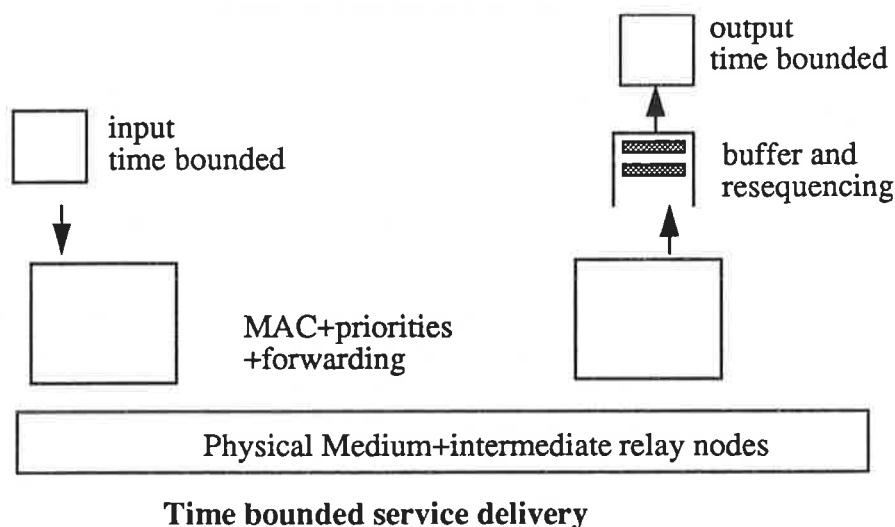 output
time bounded
input
time bounded
buffer and
resequencing
MAC+priorities
+forwarding
Physical Medium+intermediate relay nodes
Time bounded service delivery